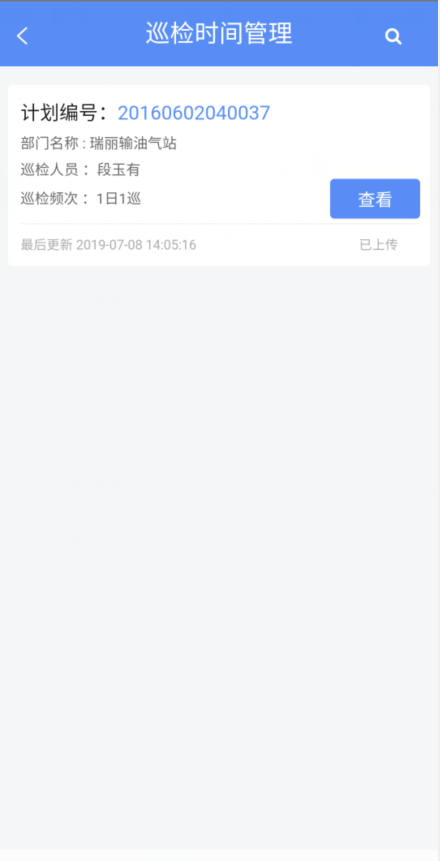 巡检时间管理
计划编号：20160602040037
部门名称 : 瑞丽输油气站
巡检人员： 段玉有
巡检频次： 1日1巡
查看
最后更新 2019-07-08 14:05:16
已上传